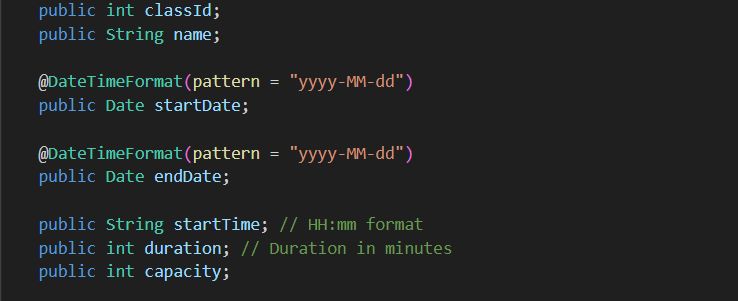 public int classId;
public String name;
@DateTimeFormat(pattern = "yyyy-MM-dd")
public Date startDate;
@DateTimeFormat(pattern = "yyyy-MM-dd")
public Date endDate;
public String startTime; // HH:mm format
public int duration; // Duration in minutes
public int capacity;